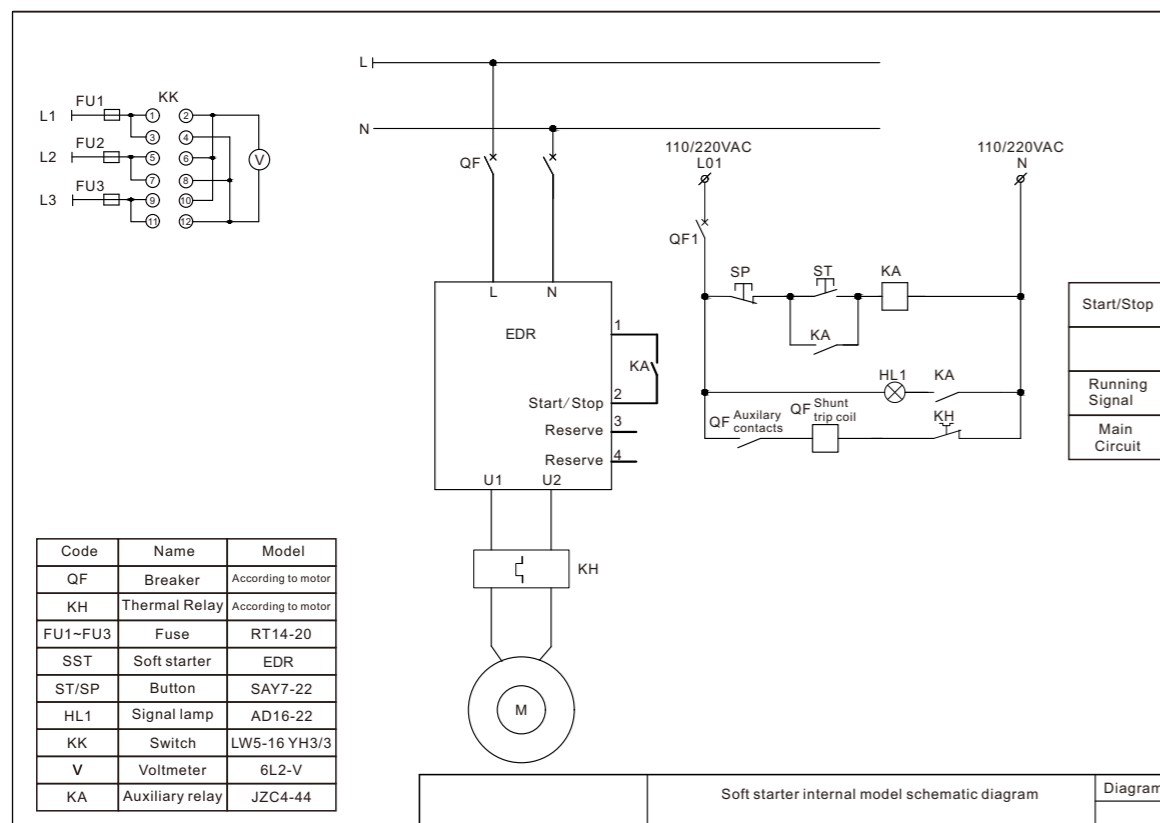 L
N
KK
FU1
L1
FU2
L2
FU3
L3
1 2
3 4
5 6
7 8
9 10
11 12
V
QF
110/220VAC
L01
110/220VAC
N
QF1
SP ST KA
KA
L N
EDR
1
KA
2
Start/Stop
3
Reserve
4
Reserve
U1 U2
HL1 KA
QF Auxilary
contacts
QF Shunt
trip coil
KH
Start/Stop
Running
Signal
Main
Circuit
KH
M
Code Name Model
QF Breaker According to motor
KH Thermal Relay According to motor
FU1~FU3 Fuse RT14-20
SST Soft starter EDR
ST/SP Button SAY7-22
HL1 Signal lamp AD16-22
KK Switch LW5-16 YH3/3
V Voltmeter 6L2-V
KA Auxiliary relay JZC4-44
Soft starter internal model schematic diagram
Diagram